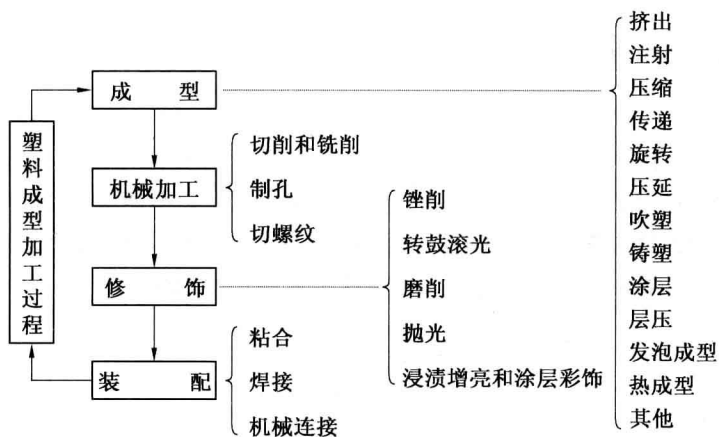 塑料成型加工过程
成型
机械加工
修饰
装配
切削和铣削
制孔
切螺纹
粘合
焊接
机械连接
锉削
转鼓滚光
磨削
抛光
浸渍增亮和涂层彩饰
挤出
注射
压缩
传递
旋转
压延
吹塑
铸塑
涂层
层压
发泡成型
热成型
其他